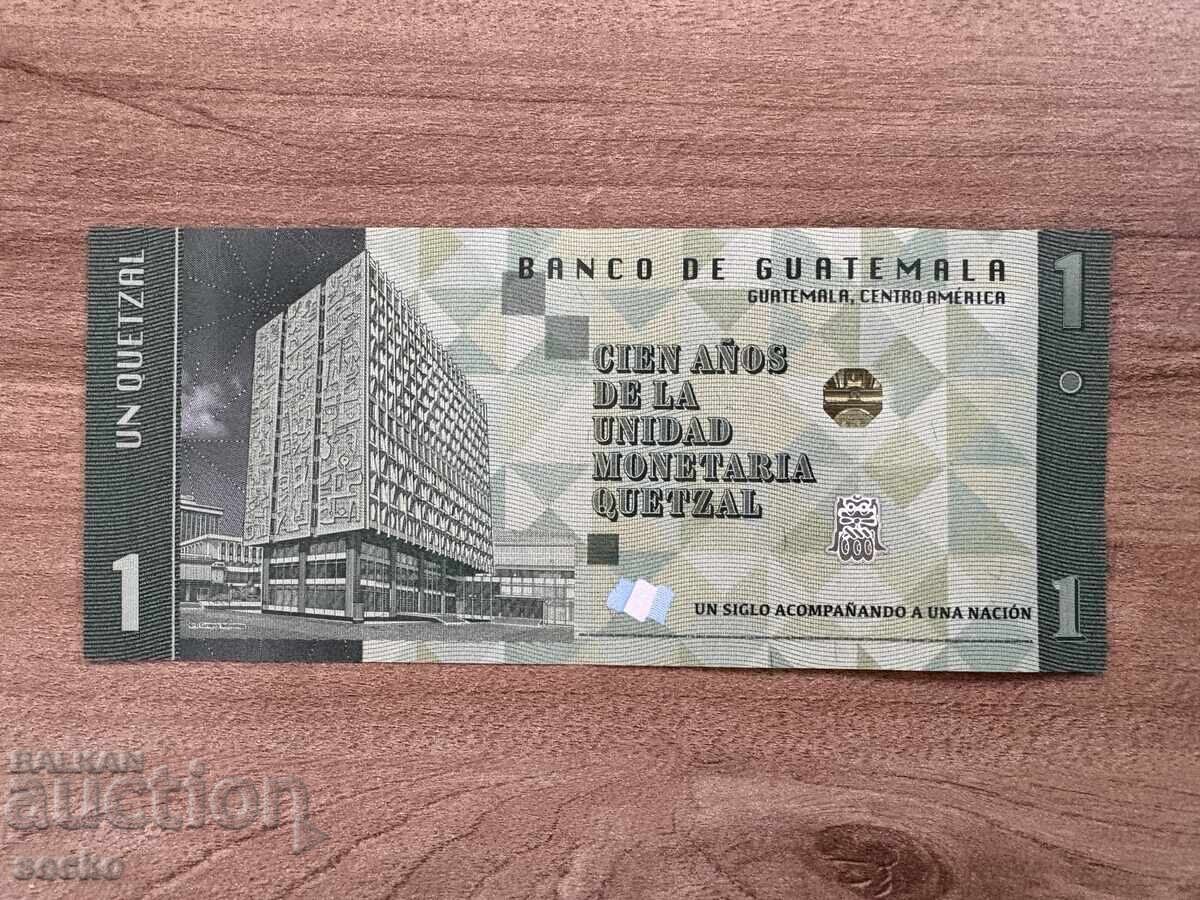 UN QUETZAL
1
BANCO DE GUATEMALA
GUATEMALA, CENTRO AMÉRICA
CIEN AÑOS
DE LA
UNIDAD
MONETARIA
QUETZAL
UN SIGLO ACOMPAÑANDO A UNA NACIÓN
1
1
BALKAN
auction
socko